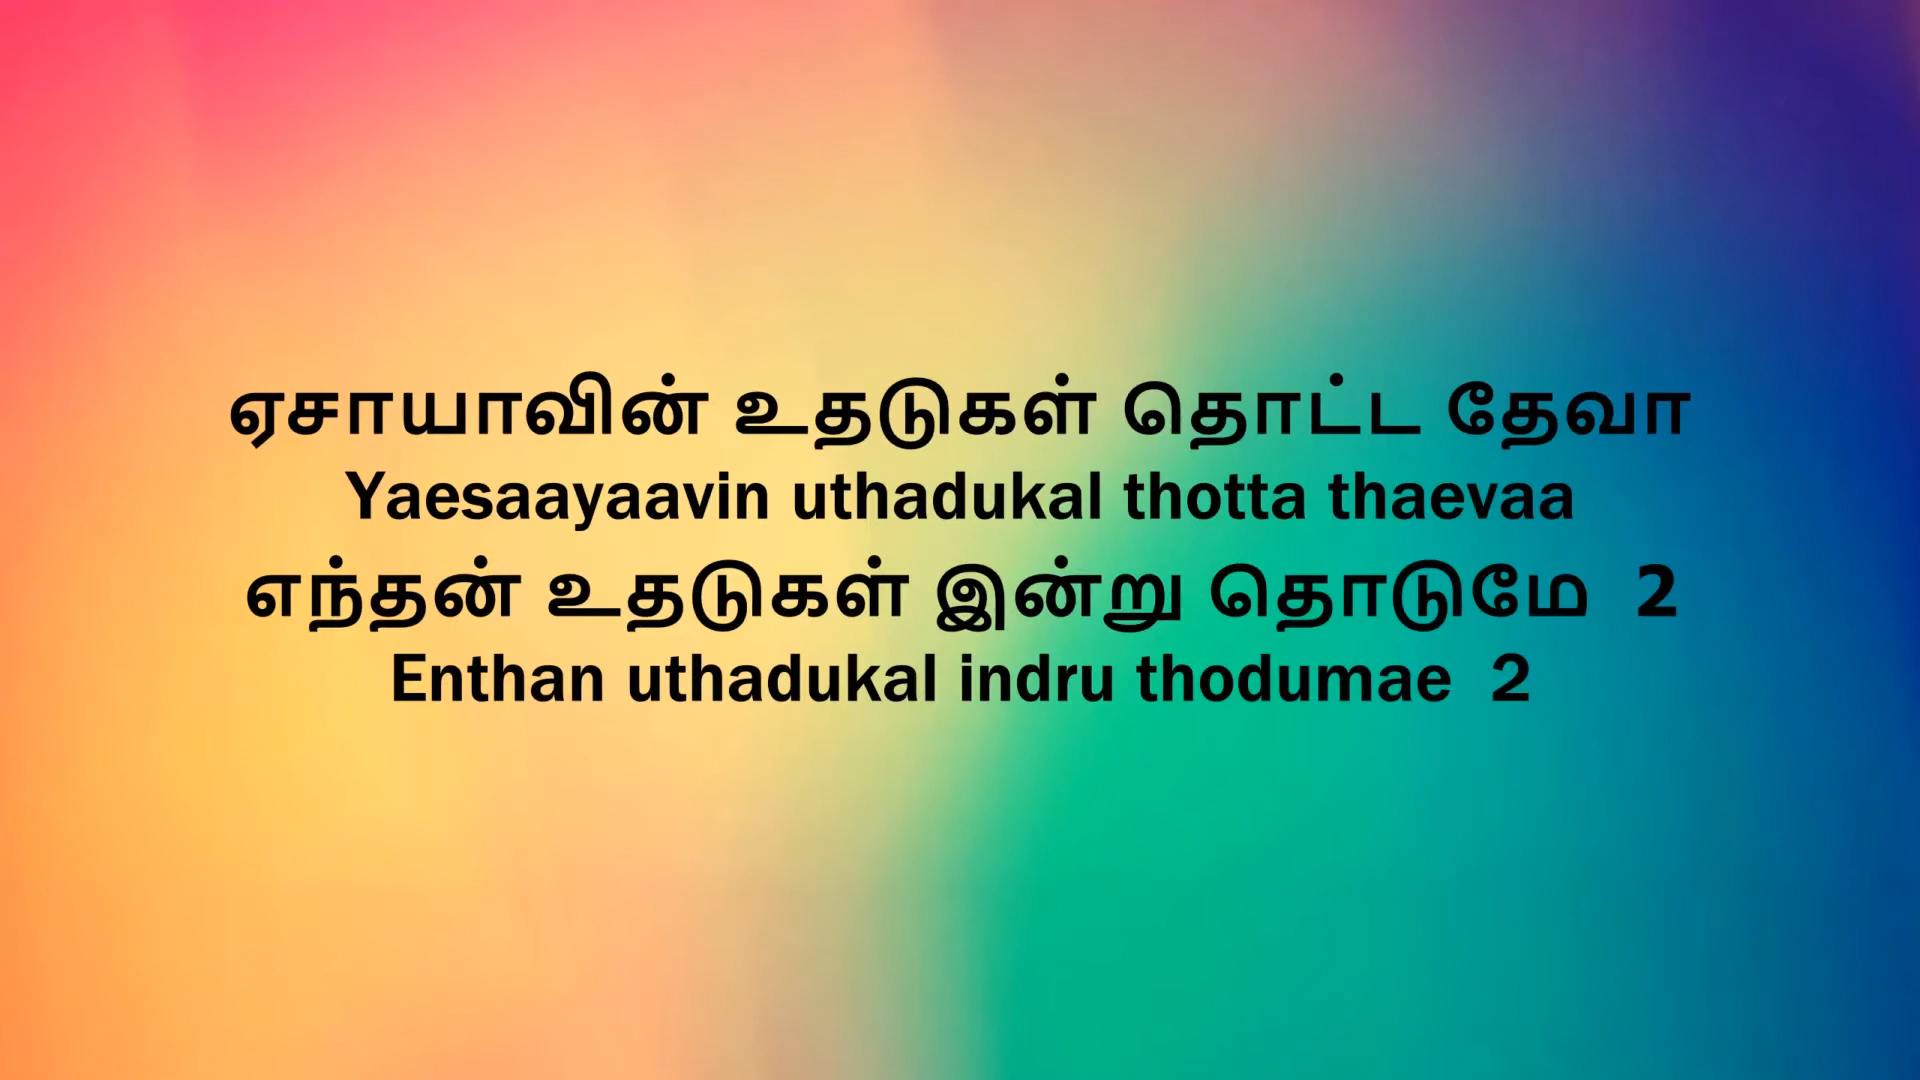 ஏசாயாவின் உதடுகள் தொட்ட தேவா
Yaesaayaavin uthadukal thotta thaevaa
எந்தன் உதடுகள் இன்று தொடுமே 2
Enthan uthadukal indru thodumae 2